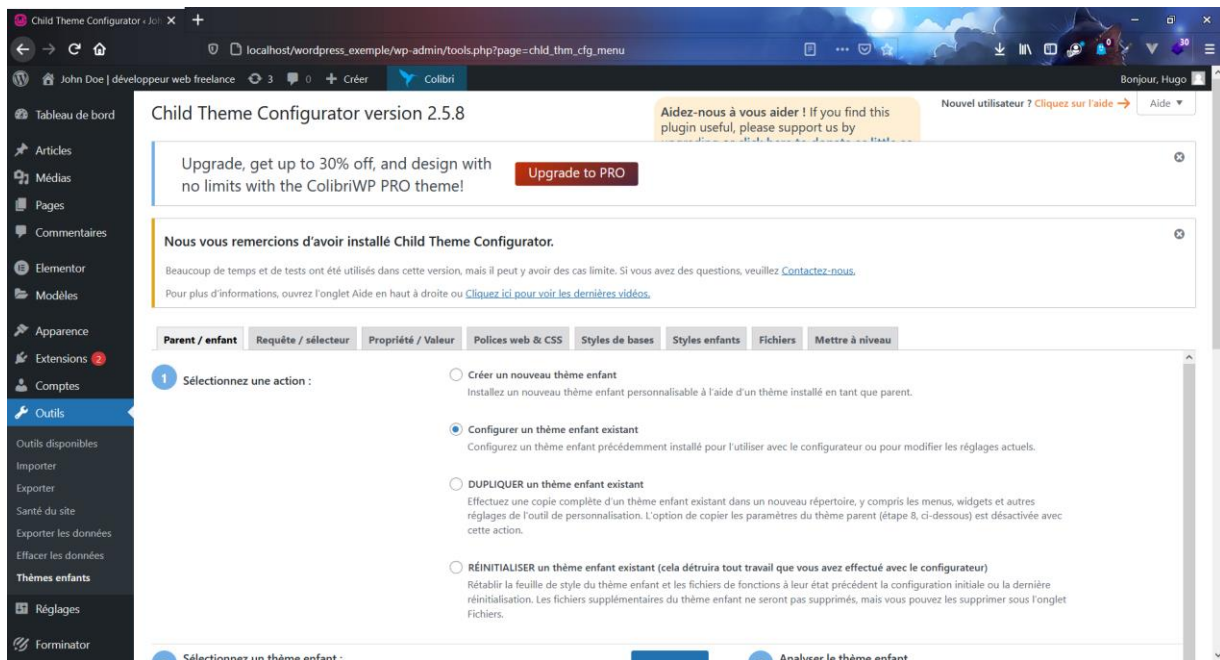 Child Theme Configurator ‹ Joh
localhost/wordpress_exemple/wp-admin/tools.php?page=chld_thm_cfg_menu
0
30
John Doe | développeur web freelance
3
0
Créer
Colibri
Bonjour, Hugo
Tableau de bord
Articles
Médias
Pages
Commentaires
Elementor
Modèles
Apparence
Extensions 2
Comptes
Outils
Outils disponibles
Importer
Exporter
Santé du site
Exporter les données
Effacer les données
Thèmes enfants
Réglages
Forminator
Child Theme Configurator version 2.5.8
Aidez-nous à vous aider ! If you find this
plugin useful, please support us by
Nouvel utilisateur ? Cliquez sur l'aide →
Aide ▼
Upgrade, get up to 30% off, and design with
no limits with the ColibriWP PRO theme!
Upgrade to PRO
Nous vous remercions d'avoir installé Child Theme Configurator.
Beaucoup de temps et de tests ont été utilisés dans cette version, mais il peut y avoir des cas limite. Si vous avez des questions, veuillez Contactez-nous.
Pour plus d'informations, ouvrez l'onglet Aide en haut à droite ou Cliquez ici pour voir les dernières vidéos.
Parent / enfant
Requête / sélecteur
Propriété / Valeur
Polices web & CSS
Styles de bases
Styles enfants
Fichiers
Mettre à niveau
1
Sélectionnez une action :
Créer un nouveau thème enfant
Installez un nouveau thème enfant personnalisable à l'aide d'un thème installé en tant que parent.
Configurer un thème enfant existant
Configurez un thème enfant précédemment installé pour l'utiliser avec le configurateur ou pour modifier les réglages actuels.
DUPLIQUER un thème enfant existant
Effectuez une copie complète d'un thème enfant existant dans un nouveau répertoire, y compris les menus, widgets et autres
réglages de l'outil de personnalisation. L'option de copier les paramètres du thème parent (étape 8, ci-dessous) est désactivée avec
cette action.
RÉINITIALISER un thème enfant existant (cela détruira tout travail que vous avez effectué avec le configurateur)
Rétablir la feuille de style du thème enfant et les fichiers de fonctions à leur état précédent la configuration initiale ou la dernière
réinitialisation. Les fichiers supplémentaires du thème enfant ne seront pas supprimés, mais vous pouvez les supprimer sous l'onglet
Fichiers.
Sélectionnez un thème enfant :
Analyser le thème enfant